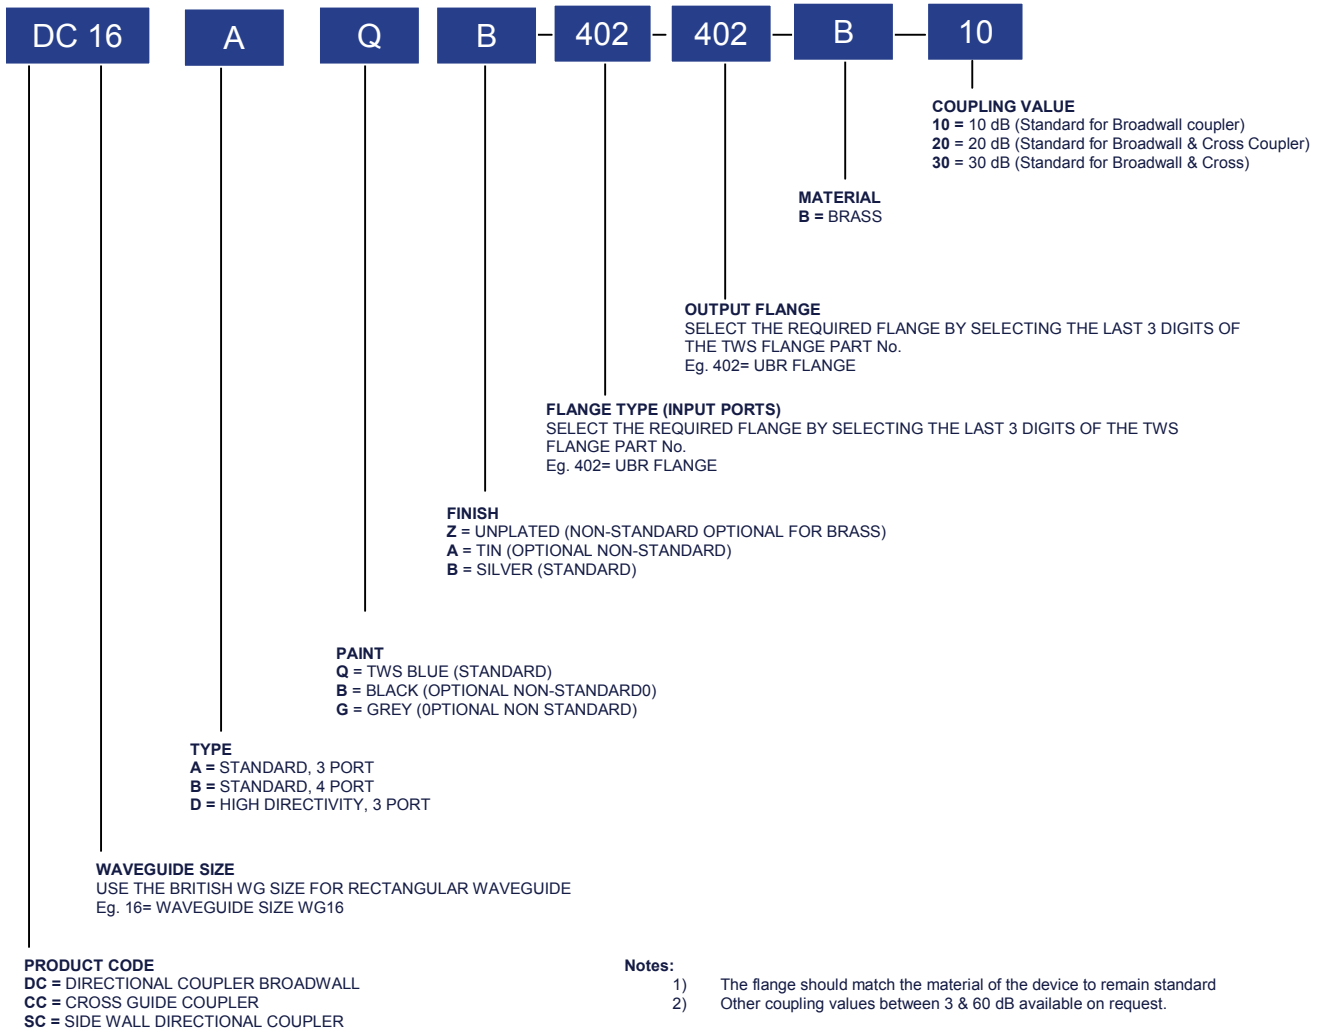 DC 16 A Q B - 402 - 402 - B - 10
COUPLING VALUE
10 = 10 dB (Standard for Broadwall coupler)
20 = 20 dB (Standard for Broadwall & Cross Coupler)
30 = 30 dB (Standard for Broadwall & Cross)
MATERIAL
B = BRASS
OUTPUT FLANGE
SELECT THE REQUIRED FLANGE BY SELECTING THE LAST 3 DIGITS OF
THE TWS FLANGE PART No.
Eg. 402= UBR FLANGE
FLANGE TYPE (INPUT PORTS)
SELECT THE REQUIRED FLANGE BY SELECTING THE LAST 3 DIGITS OF THE TWS
FLANGE PART No.
Eg. 402= UBR FLANGE
FINISH
Z = UNPLATED (NON-STANDARD OPTIONAL FOR BRASS)
A = TIN (OPTIONAL NON-STANDARD)
B = SILVER (STANDARD)
PAINT
Q = TWS BLUE (STANDARD)
B = BLACK (OPTIONAL NON-STANDARD0)
G = GREY (0PTIONAL NON STANDARD)
TYPE
A = STANDARD, 3 PORT
B = STANDARD, 4 PORT
D = HIGH DIRECTIVITY, 3 PORT
WAVEGUIDE SIZE
USE THE BRITISH WG SIZE FOR RECTANGULAR WAVEGUIDE
Eg. 16= WAVEGUIDE SIZE WG16
PRODUCT CODE
DC = DIRECTIONAL COUPLER BROADWALL
CC = CROSS GUIDE COUPLER
SC = SIDE WALL DIRECTIONAL COUPLER
Notes:
1) The flange should match the material of the device to remain standard
2) Other coupling values between 3 & 60 dB available on request.